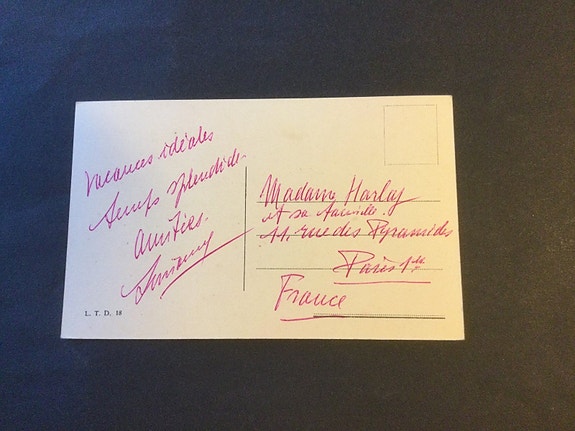 Vacances idéales
temps splendide.
Amitiés.
Madame Harlay
et sa famille.
11. rue des Pyramides
Paris 1er
France
L. T. D. 18